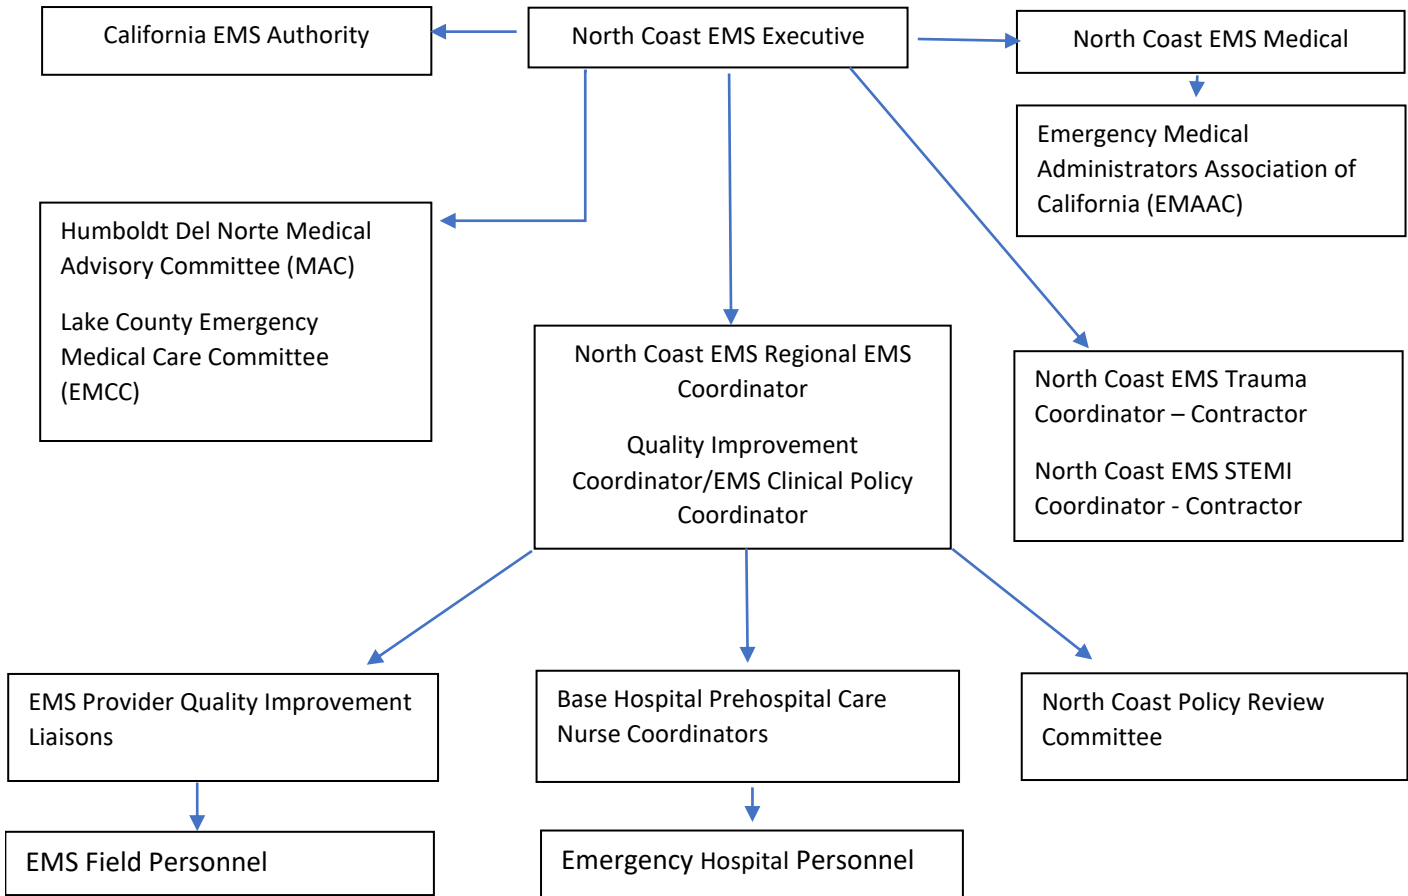 California EMS Authority
North Coast EMS Executive
North Coast EMS Medical
Emergency Medical
Administrators Association of
California (EMAAC)
Humboldt Del Norte Medical
Advisory Committee (MAC)
Lake County Emergency
Medical Care Committee
(EMCC)
North Coast EMS Regional EMS
Coordinator
Quality Improvement
Coordinator/EMS Clinical Policy
Coordinator
North Coast EMS Trauma
Coordinator – Contractor
North Coast EMS STEMI
Coordinator - Contractor
EMS Provider Quality Improvement
Liaisons
Base Hospital Prehospital Care
Nurse Coordinators
North Coast Policy Review
Committee
EMS Field Personnel
Emergency Hospital Personnel